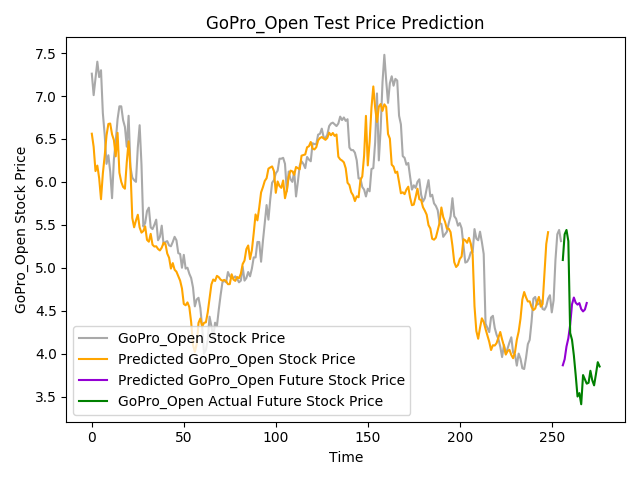 GoPro_Open Test Price Prediction
GoPro_Open Stock Price
7.5
7.0
6.5
6.0
5.5
5.0
4.5
4.0
3.5
GoPro_Open Stock Price
Predicted GoPro_Open Stock Price
Predicted GoPro_Open Future Stock Price
GoPro_Open Actual Future Stock Price
0 50 100 150 200 250
Time